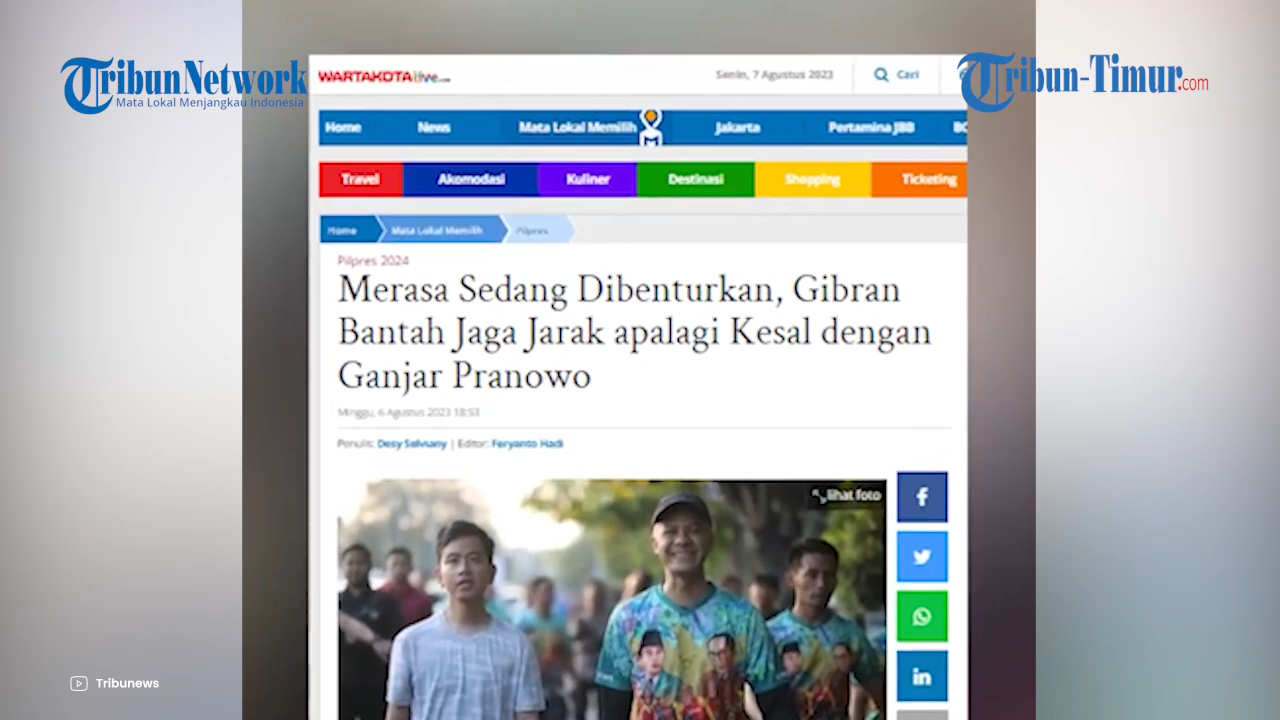 TribunNetwork
Mata Lokal Menjangkau Indonesia
Tribun-Timur.com
WARTAKOTAlive.com
Senin, 7 Agustus 2023
Cari
Home News Mata Lokal Memilih Jakarta Pertamina JBB
Travel Akomodasi Kuliner Destinasi Shopping Ticketing
Home Mata Lokal Memilih Pilpres
Pilpres 2024
Merasa Sedang Dibenturkan, Gibran
Bantah Jaga Jarak apalagi Kesal dengan
Ganjar Pranowo
Minggu, 6 Agustus 2023 18:53
Penulis: Desy Selviany | Editor: Feryanto Hadi
lihat foto
Tribunews